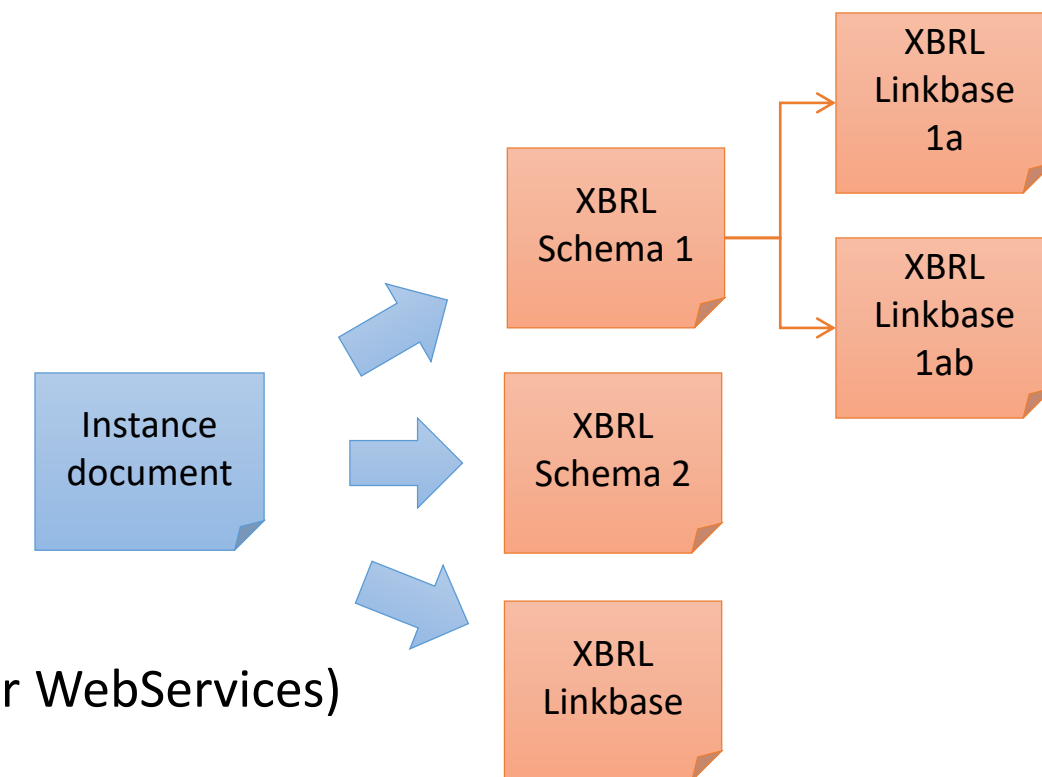 XBRL
Linkbase
1a
XBRL
Schema 1
XBRL
Linkbase
1ab
Instance
document
XBRL
Schema 2
XBRL
Linkbase
r WebServices)